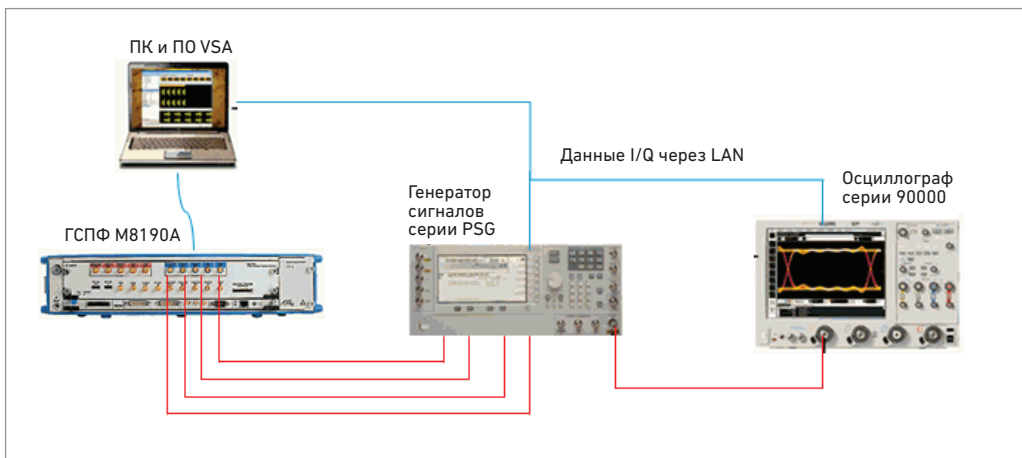 ПК и ПО VSA
Данные I/Q через LAN
Генератор
сигналов
серии PSG
Осциллограф
серии 90000
ГСПФ M8190A